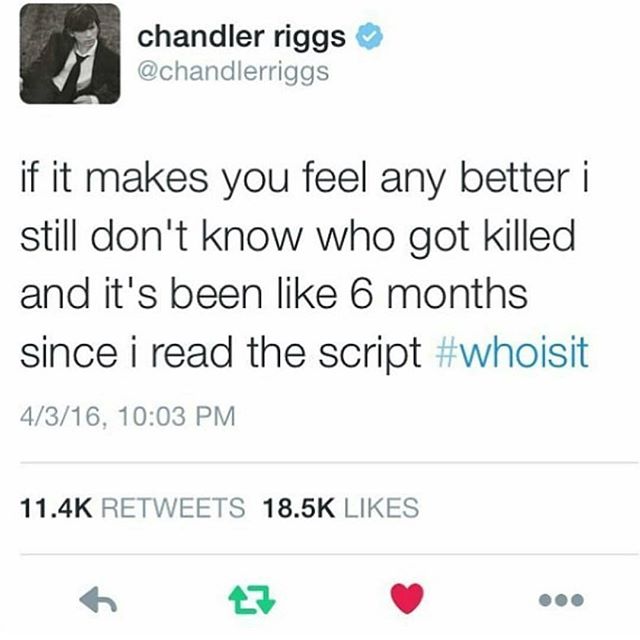 chandler riggs
@chandlerriggs
if it makes you feel any better i
still don't know who got killed
and it's been like 6 months
since i read the script #whoisit
4/3/16, 10:03 PM
11.4K RETWEETS 18.5K LIKES